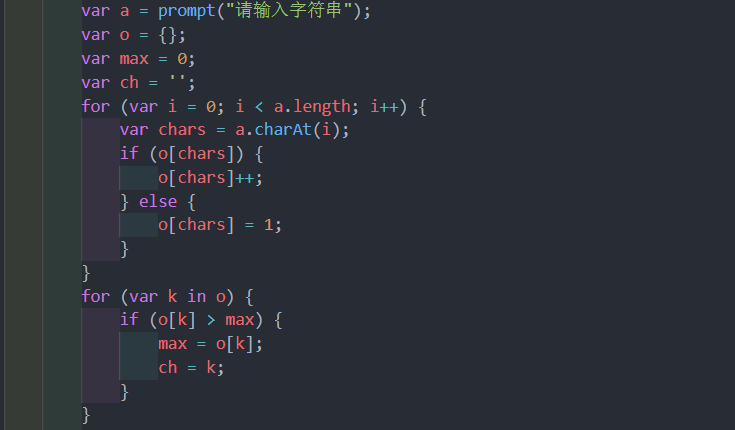 var a = prompt("请输入字符串");
var o = {};
var max = 0;
var ch = '';
for (var i = 0; i < a.length; i++) {
    var chars = a.charAt(i);
    if (o[chars]) {
        o[chars]++;
    } else {
        o[chars] = 1;
    }
}
for (var k in o) {
    if (o[k] > max) {
        max = o[k];
        ch = k;
    }
}